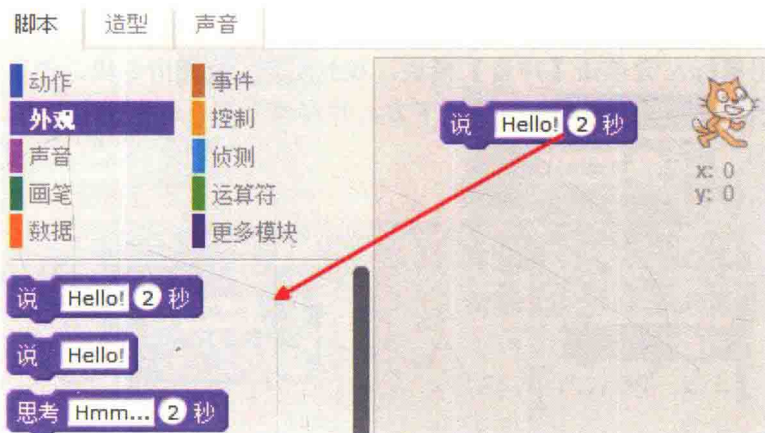 脚本 造型 声音
动作 事件
外观 控制
声音 侦测
画笔 运算符
数据 更多模块
说 Hello! 2 秒
x: 0
y: 0
说 Hello! 2 秒
说 Hello!
思考 Hmm... 2 秒